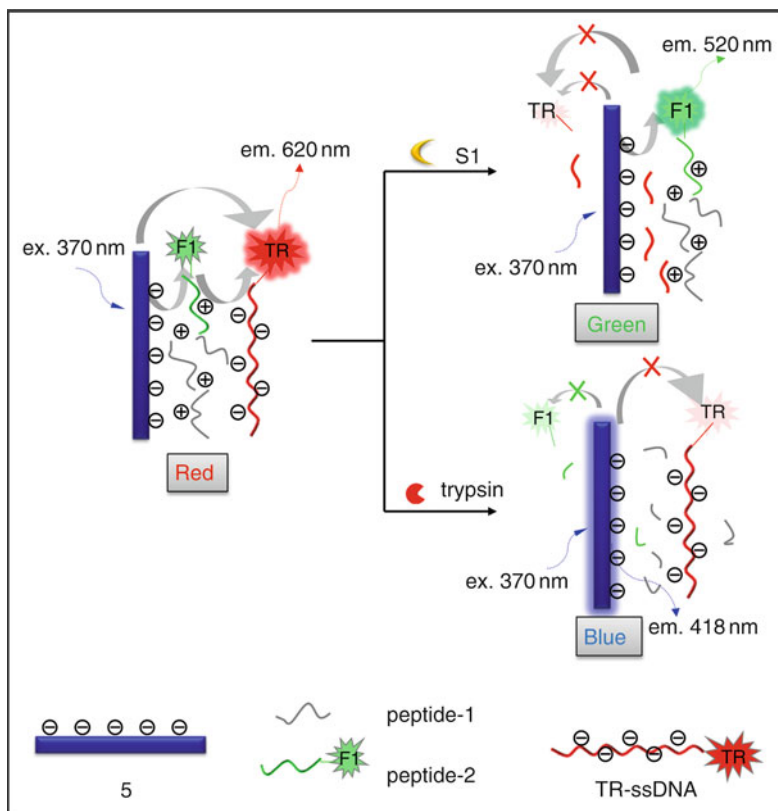 em. 520 nm
TR
F1
em. 620 nm
S1
F1
TR
ex. 370 nm
ex. 370 nm
Green
Red
F1
TR
trypsin
ex. 370 nm
em. 418 nm
Blue
peptide-1
F1
TR
peptide-2
5
TR-ssDNA